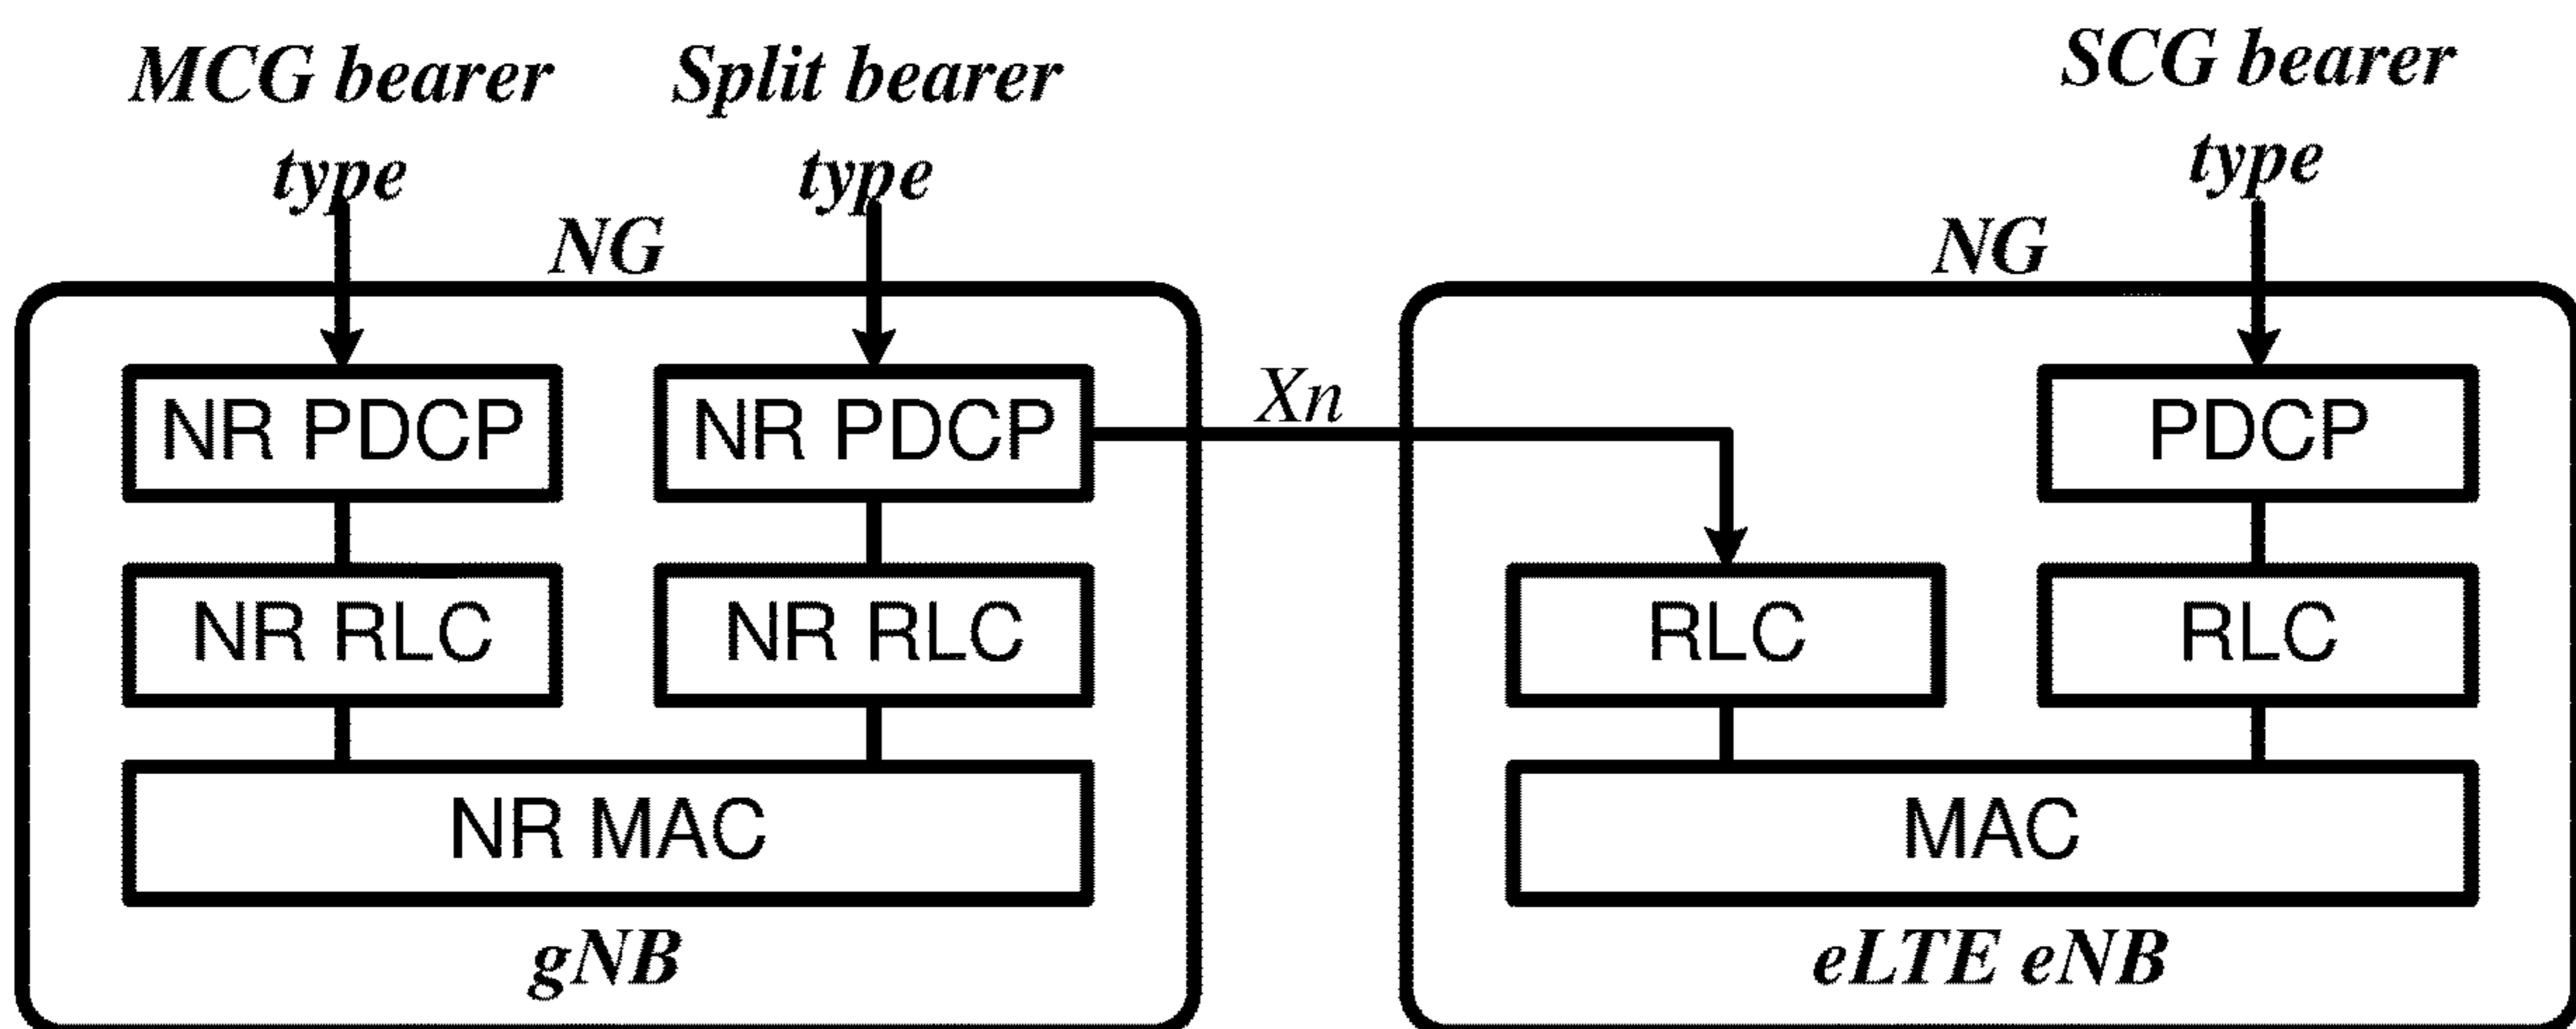 MCG bearer
type
Split bearer
type
SCG bearer
type
NG
NG
Xn
NR PDCP
NR PDCP
PDCP
NR RLC
NR RLC
RLC
RLC
NR MAC
MAC
gNB
eLTE eNB